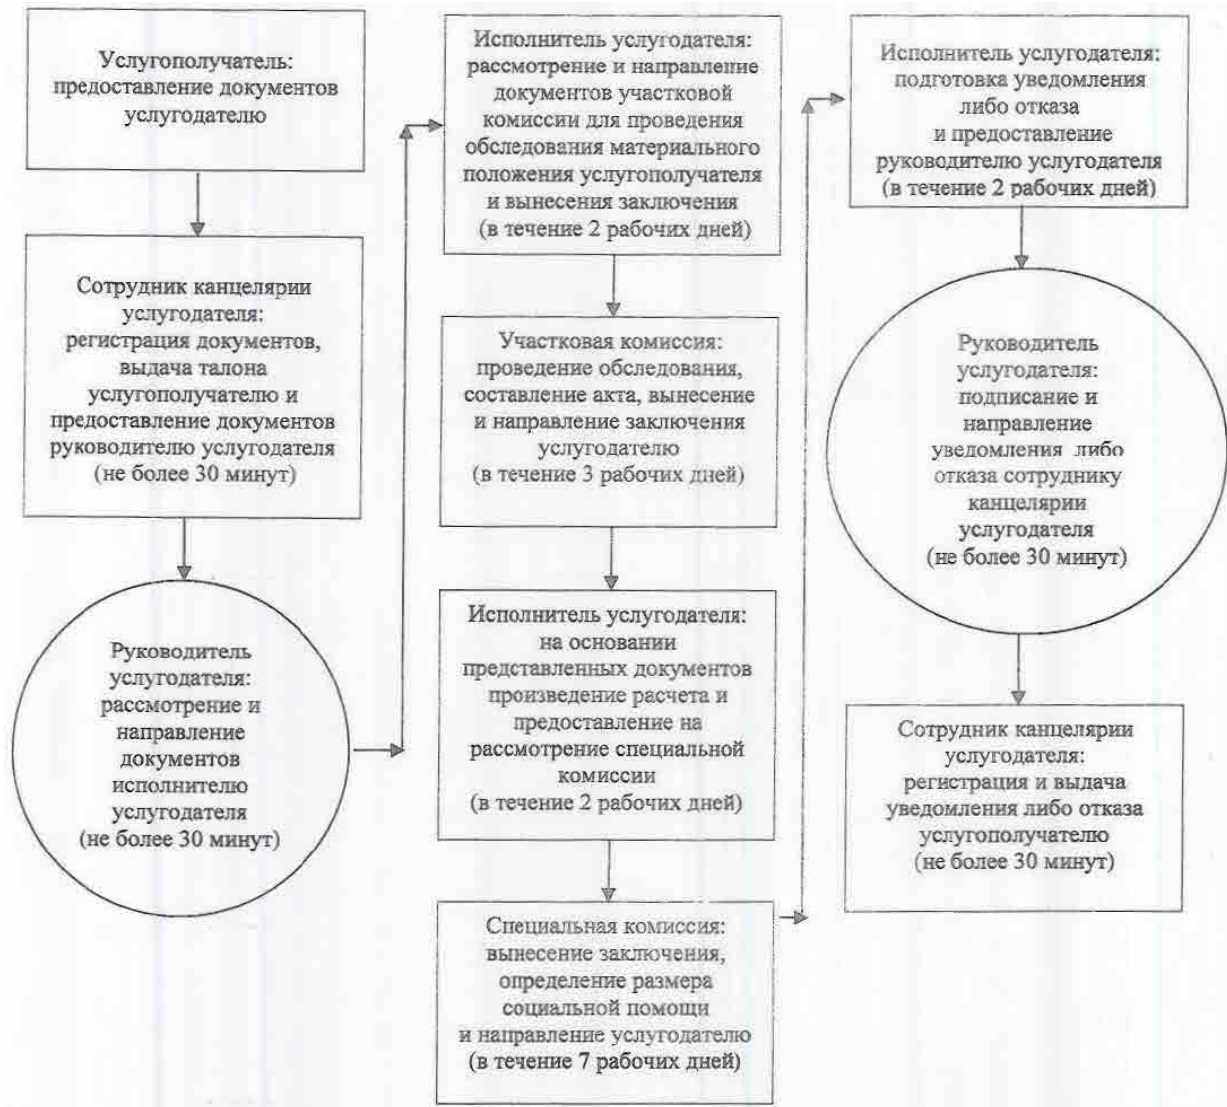 Услугополучатель:
предоставление документов
услугодателю
Сотрудник канцелярии
услугодателя:
регистрация документов,
выдача талона
услугополучателю и
предоставление документов
руководителю услугодателя
(не более 30 минут)
Руководитель
услугодателя:
рассмотрение и
направление
документов
исполнителю
услугодателя
(не более 30 минут)
Исполнитель услугодателя:
рассмотрение и направление
документов участковой
комиссии для проведения
обследования материального
положения услугополучателя
и вынесения заключения
(в течение 2 рабочих дней)
Участковая комиссия:
проведение обследования,
составление акта, вынесение
и направление заключения
услугодателю
(в течение 3 рабочих дней)
Исполнитель услугодателя:
на основании
представленных документов
произведение расчета и
предоставление на
рассмотрение специальной
комиссии
(в течение 2 рабочих дней)
Специальная комиссия:
вынесение заключения,
определение размера
социальной помощи
и направление услугодателю
(в течение 7 рабочих дней)
Исполнитель услугодателя:
подготовка уведомления
либо отказа
и предоставление
руководителю услугодателя
(в течение 2 рабочих дней)
Руководитель
услугодателя:
подписание и
направление
уведомления либо
отказа сотруднику
канцелярии
услугодателя
(не более 30 минут)
Сотрудник канцелярии
услугодателя:
регистрация и выдача
уведомления либо отказа
услугополучателю
(не более 30 минут)